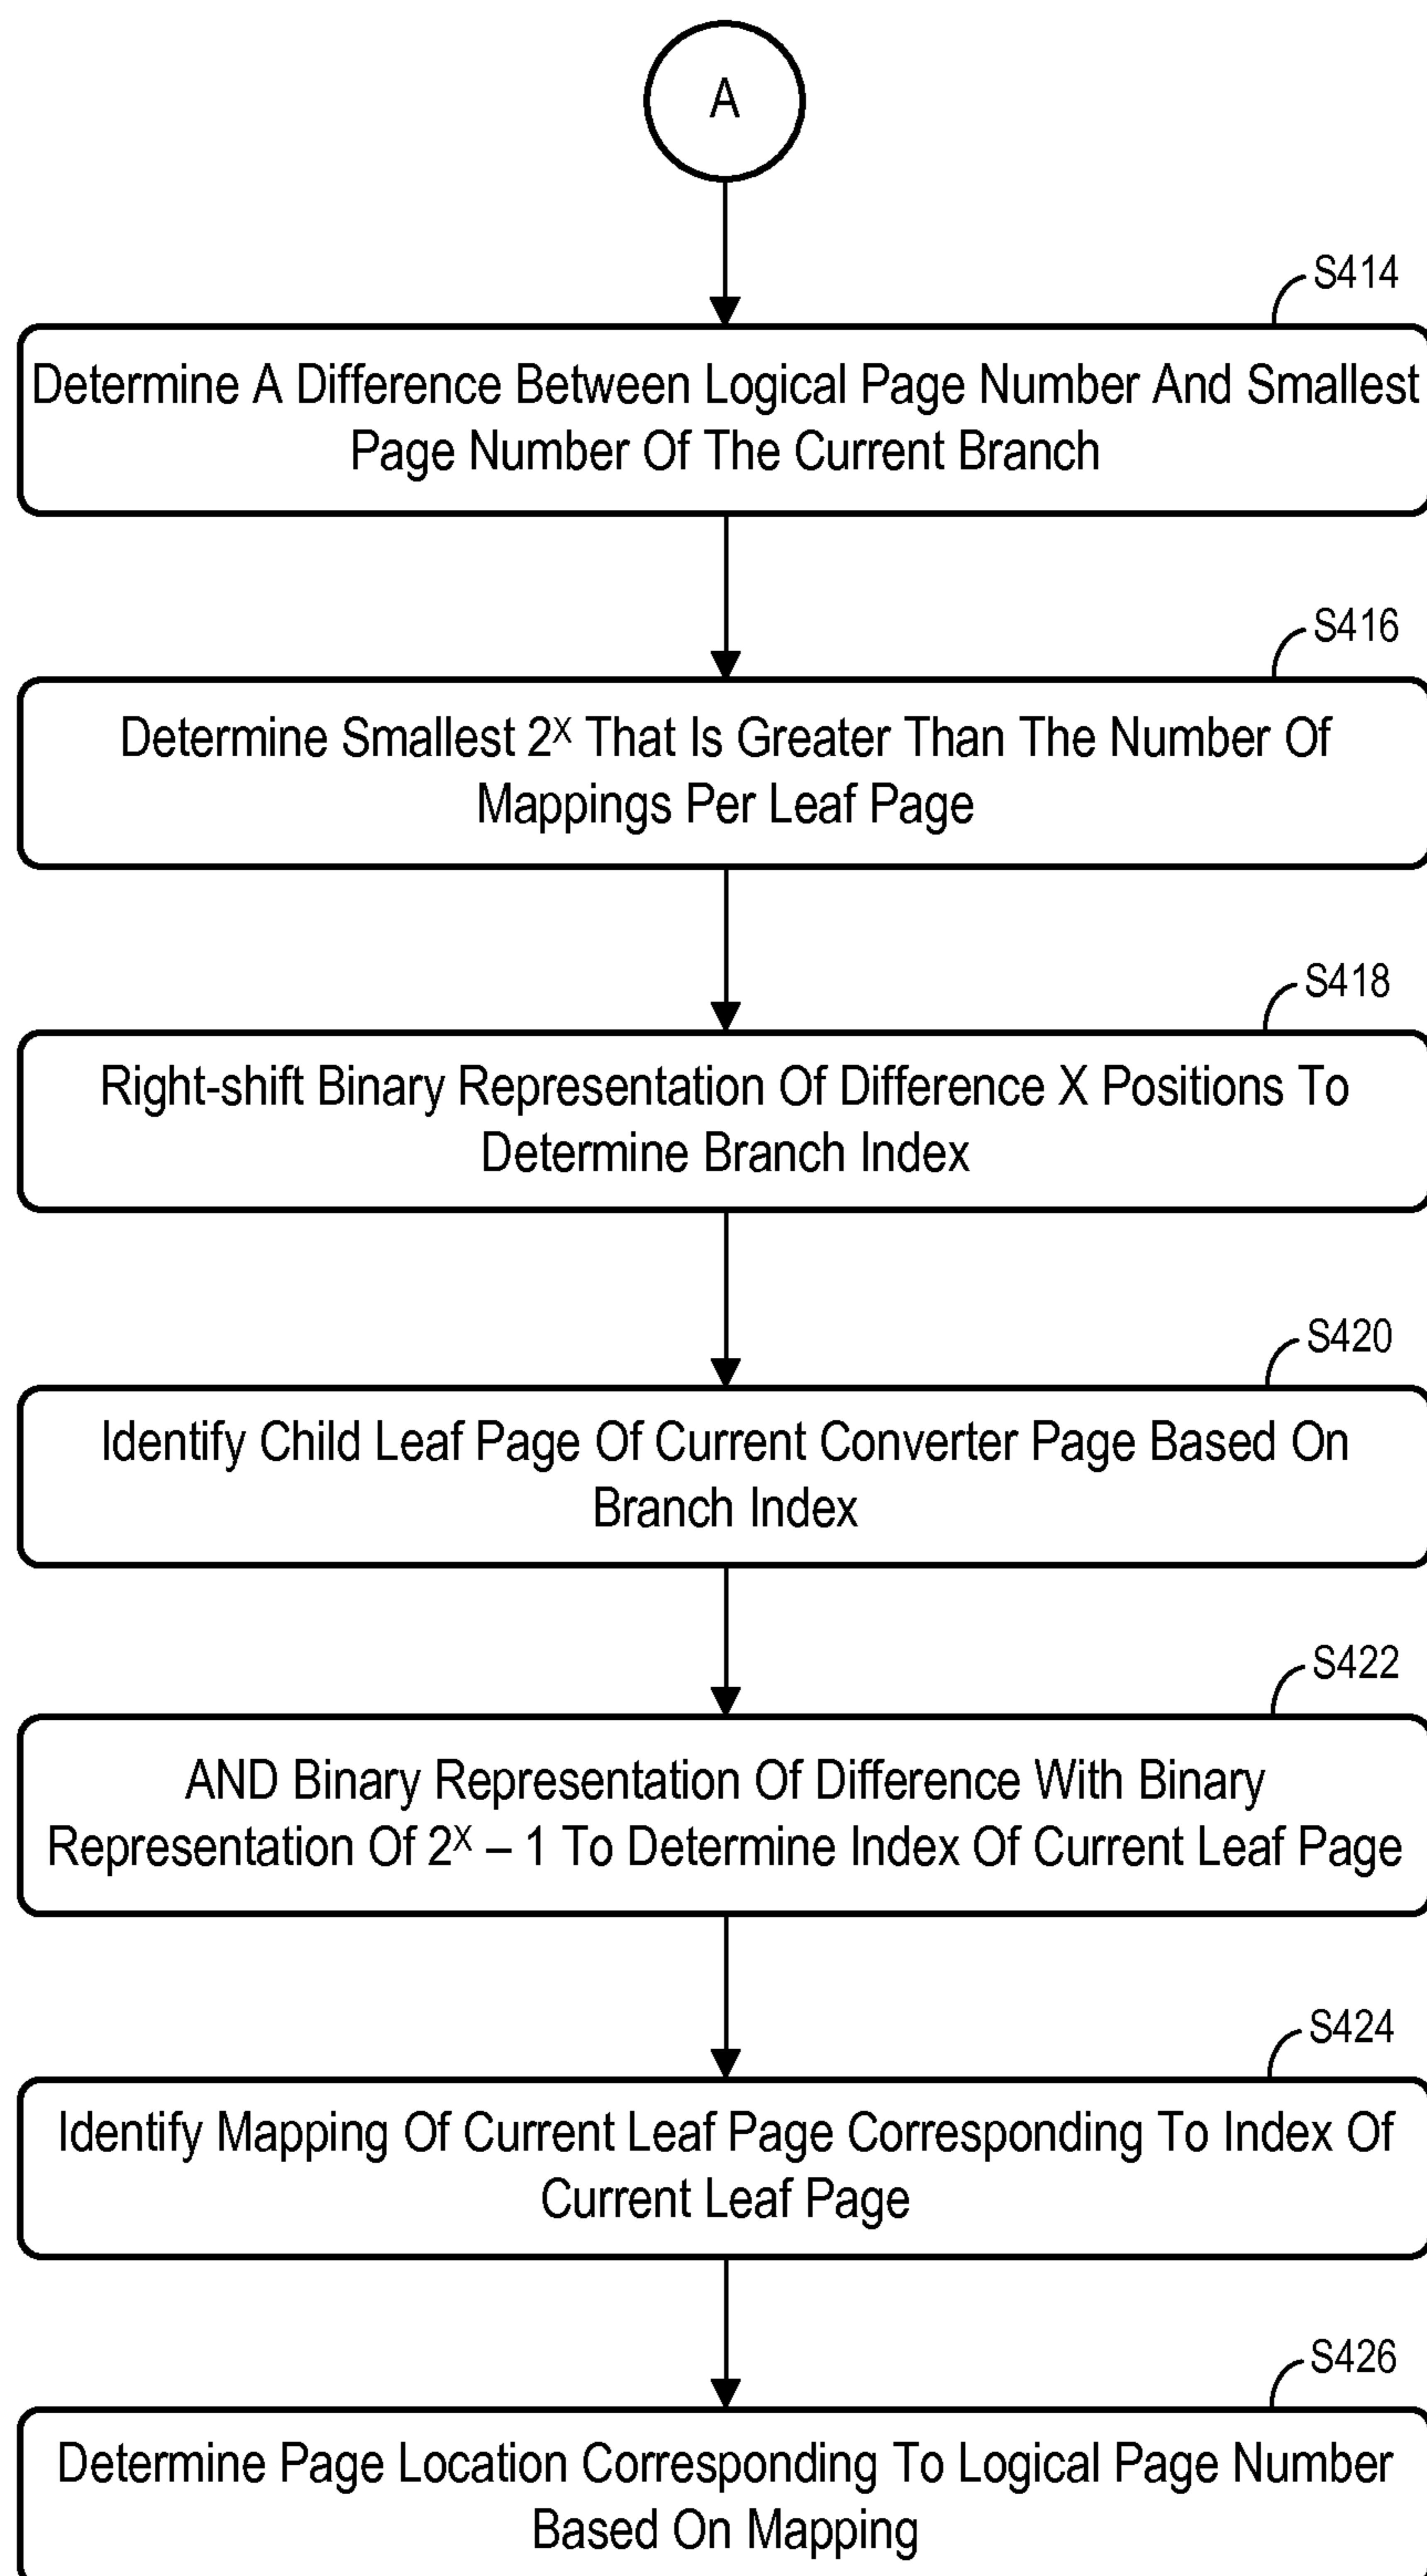 A
S414
Determine A Difference Between Logical Page Number And Smallest
Page Number Of The Current Branch
S416
Determine Smallest 2ˣ That Is Greater Than The Number Of
Mappings Per Leaf Page
S418
Right-shift Binary Representation Of Difference X Positions To
Determine Branch Index
S420
Identify Child Leaf Page Of Current Converter Page Based On
Branch Index
S422
AND Binary Representation Of Difference With Binary
Representation Of 2ˣ – 1 To Determine Index Of Current Leaf Page
S424
Identify Mapping Of Current Leaf Page Corresponding To Index Of
Current Leaf Page
S426
Determine Page Location Corresponding To Logical Page Number
Based On Mapping